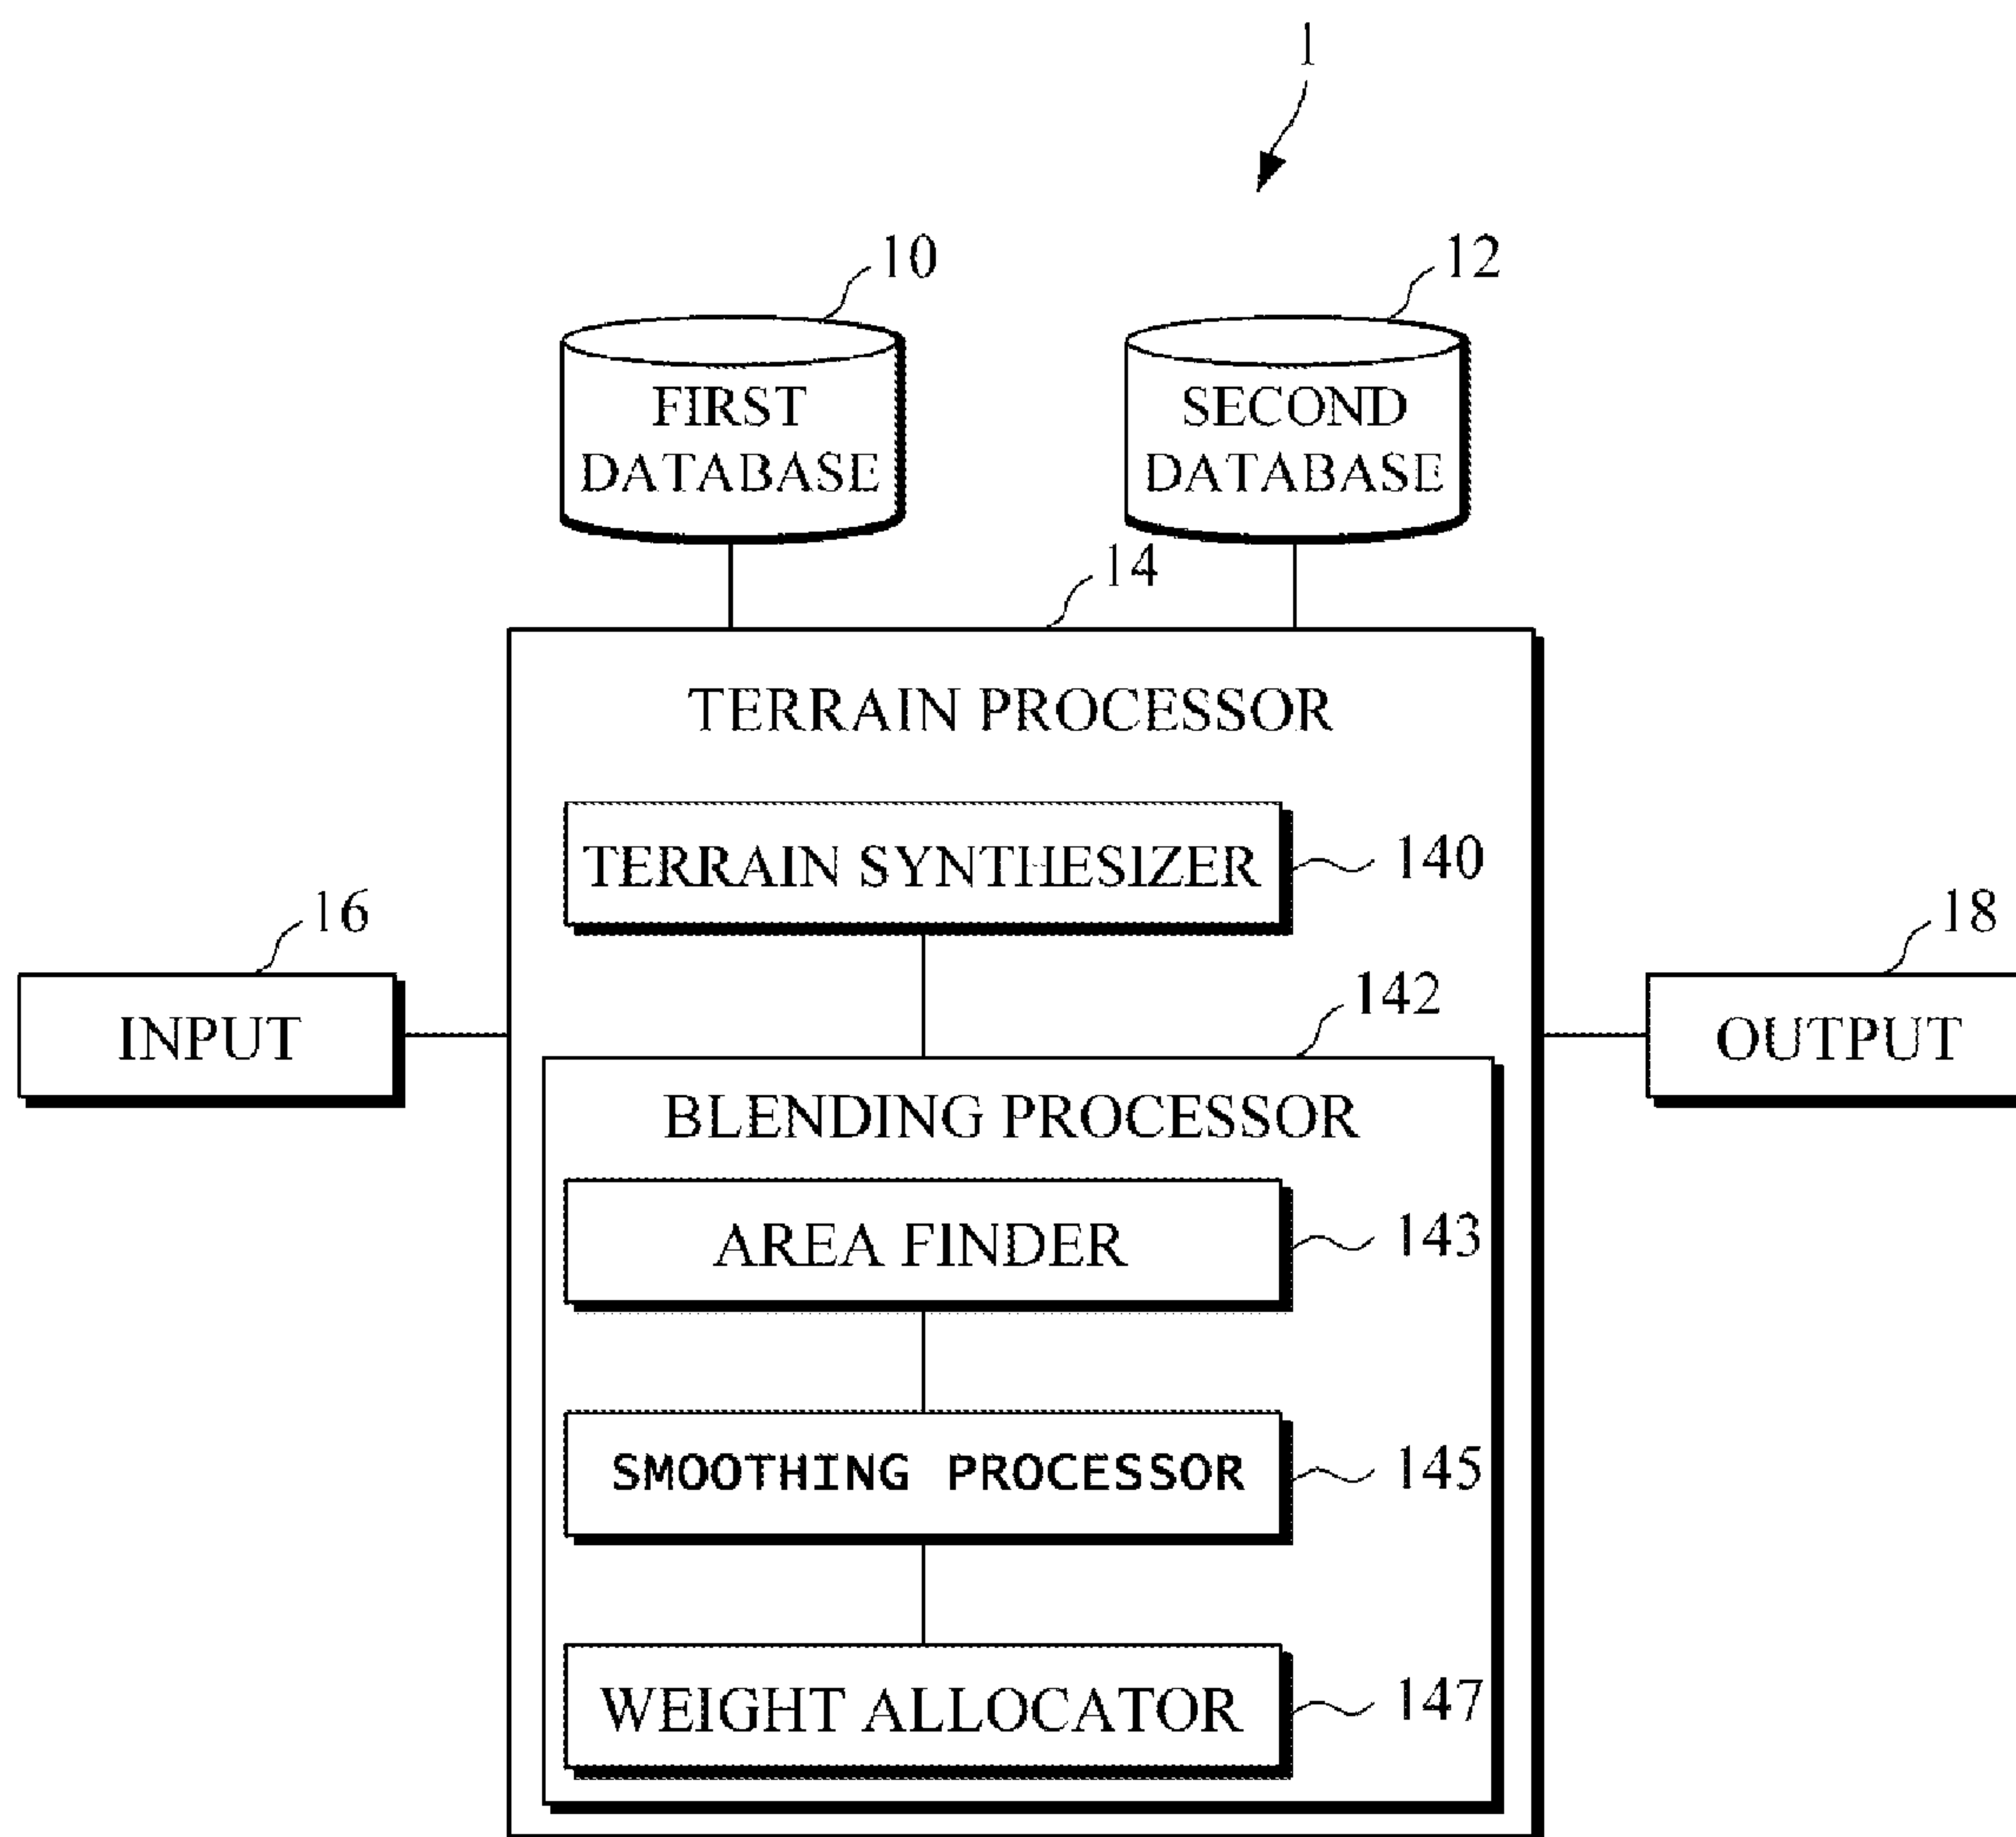 1
10
12
FIRST
DATABASE
SECOND
DATABASE
14
TERRAIN PROCESSOR
TERRAIN SYNTHESIZER
140
16
18
142
INPUT
OUTPUT
BLENDING PROCESSOR
AREA FINDER
143
SMOOTHING PROCESSOR
145
WEIGHT ALLOCATOR
147